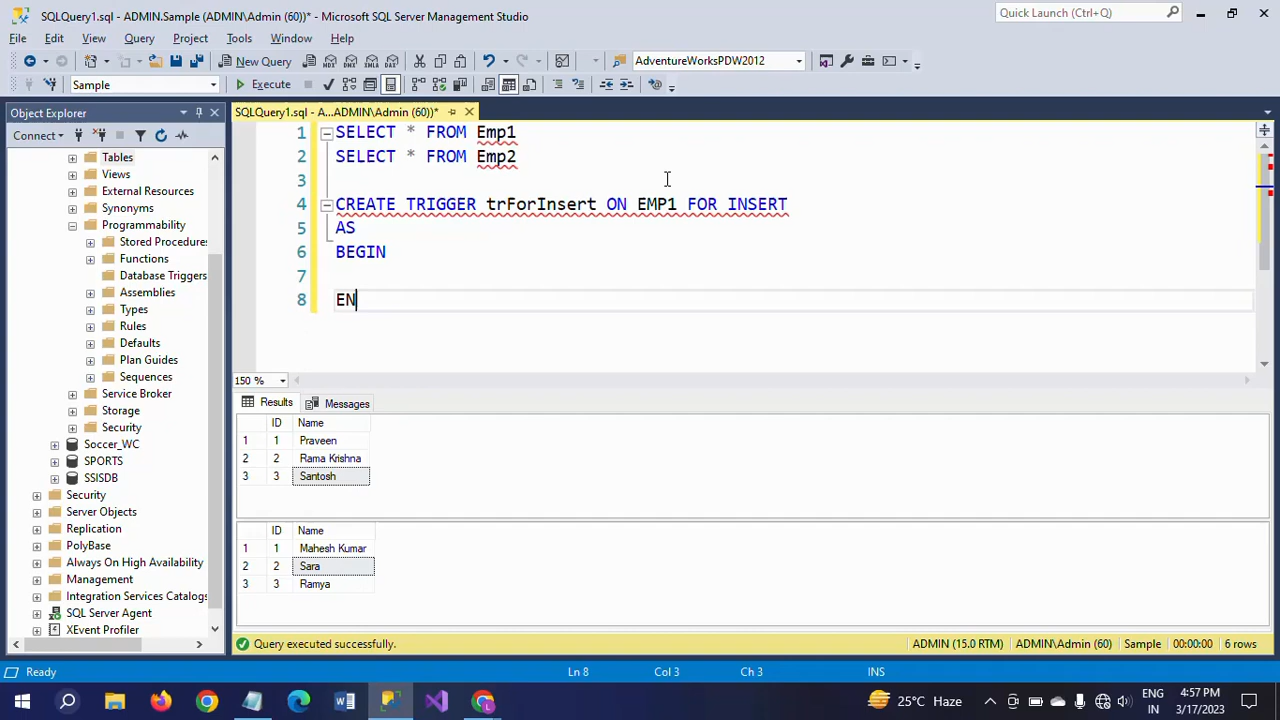 SQLQuery1.sql - ADMIN.Sample (ADMIN\Admin (60))* - Microsoft SQL Server Management Studio
Quick Launch (Ctrl+Q)
File Edit View Query Project Tools Window Help
New Query
AdventureWorksPDW2012
Sample
Execute
Object Explorer
SQLQuery1.sql - A...ADMIN\Admin (60))*
Connect
Tables
Views
External Resources
Synonyms
Programmability
Stored Procedures
Functions
Database Triggers
Assemblies
Types
Rules
Defaults
Plan Guides
Sequences
Service Broker
Storage
Security
Soccer_WC
SPORTS
SSISDB
Security
Server Objects
Replication
PolyBase
Always On High Availability
Management
Integration Services Catalogs
SQL Server Agent
XEvent Profiler
1 SELECT * FROM Emp1
2 SELECT * FROM Emp2
3
4 CREATE TRIGGER trForInsert ON EMP1 FOR INSERT
5 AS
6 BEGIN
7
8 EN
150 %
Results Messages
ID Name
1 1 Praveen
2 2 Rama Krishna
3 3 Santosh
ID Name
1 1 Mahesh Kumar
2 2 Sara
3 3 Ramya
Query executed successfully.
ADMIN (15.0 RTM) ADMIN\Admin (60) Sample 00:00:00 6 rows
Ready Ln 8 Col 3 Ch 3 INS
25°C Haze
ENG
IN
4:57 PM
3/17/2023